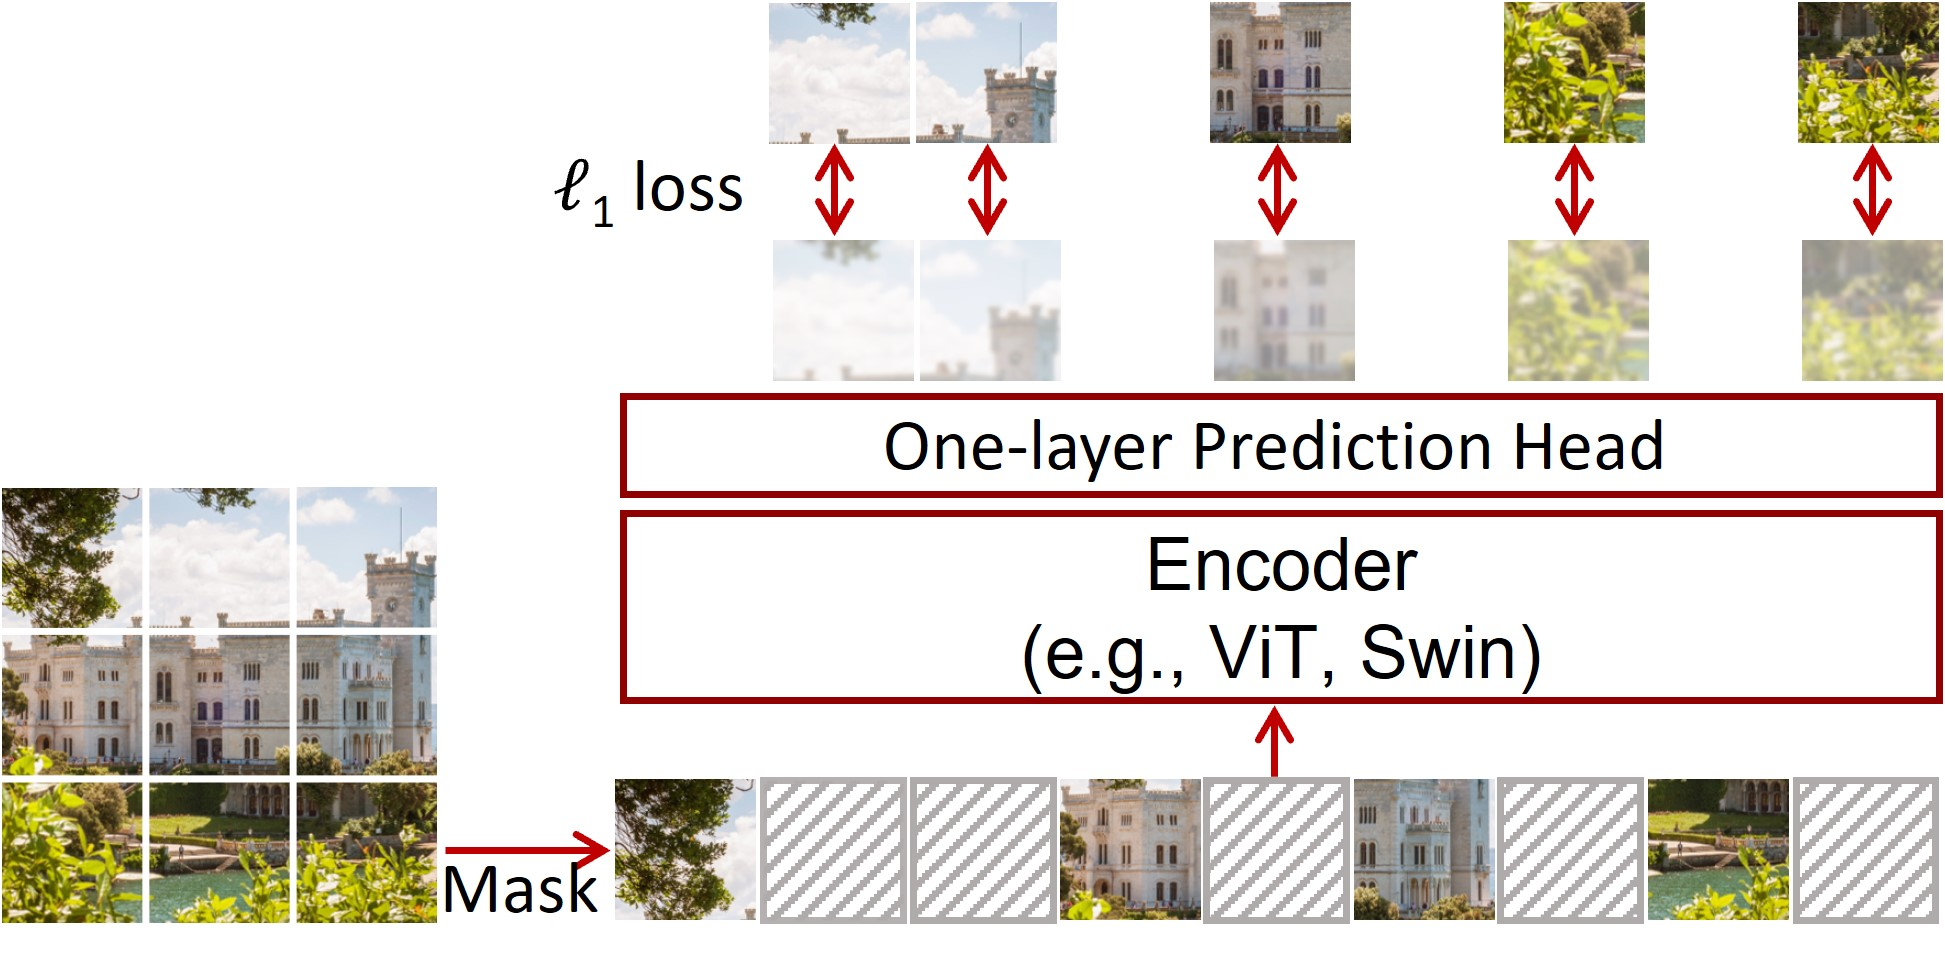 ℓ1 loss
One-layer Prediction Head
Encoder
(e.g., ViT, Swin)
Mask